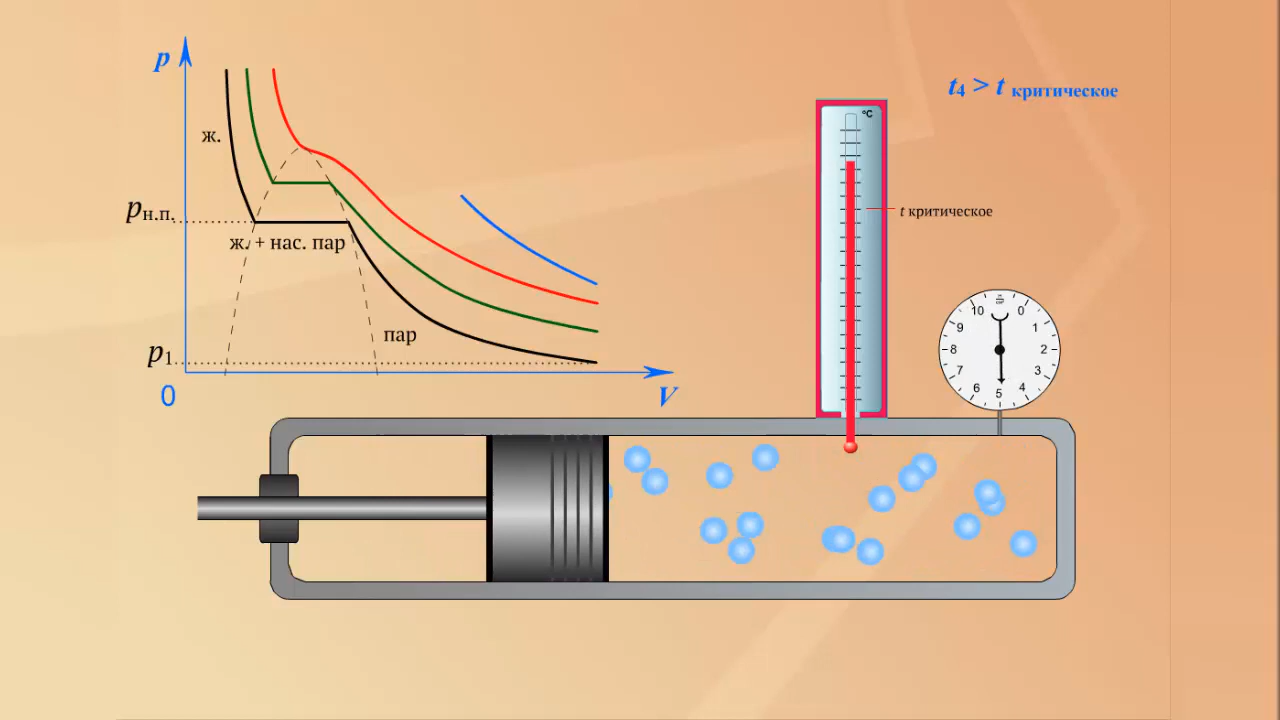 p
t4 > t критическое
°C
ж.
pн.п.
t критическое
ж. + нас. пар
10 0
9 1
8 2
7 3
6 5 4
пар
p1
0
V